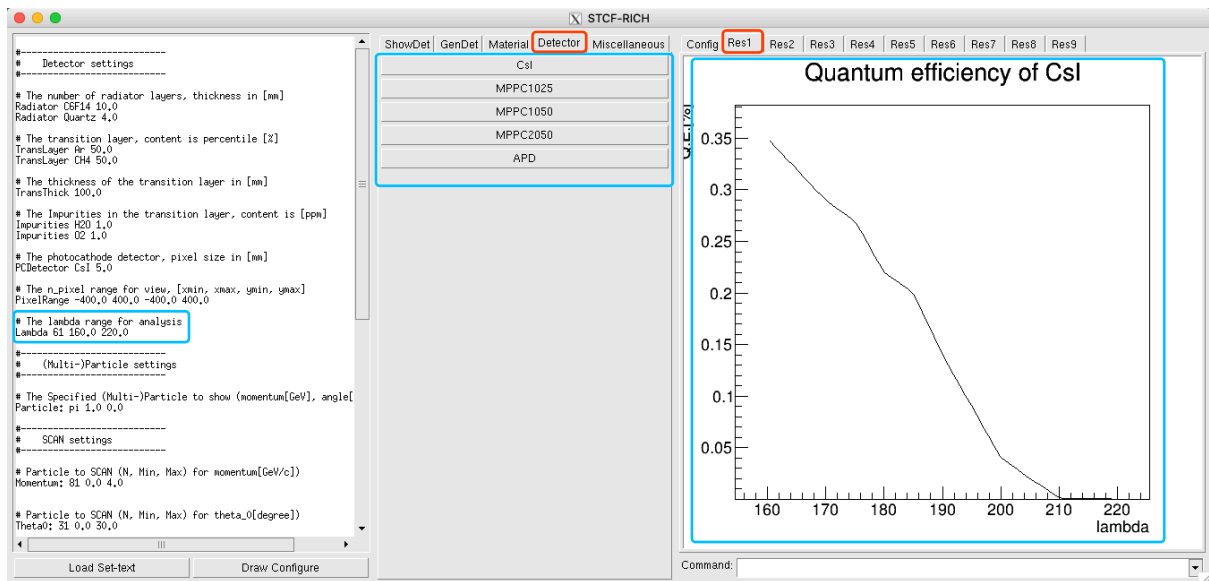 STCF-RICH
#---------------------------
# Detector settings
#---------------------------
# The number of radiator layers, thickness in [mm]
Radiator C6F14 10.0
Radiator Quartz 4.0
# The transition layer, content is percentile [%]
TransLayer Ar 50.0
TransLayer CH4 50.0
# The thickness of the transition layer in [mm]
TransThick 100.0
# The Impurities in the transition layer, content is [ppm]
Impurities H2O 1.0
Impurities O2 1.0
# The photocathode detector, pixel size in [mm]
PCDetector CsI 5.0
# The n_pixel range for view, [xmin, xmax, ymin, ymax]
PixelRange -400.0 400.0 -400.0 400.0
# The lambda range for analysis
Lambda 61 160.0 220.0
#---------------------------
# (Multi-)Particle settings
#---------------------------
# The Specified (Multi-)Particle to show (momentum[GeV], angle[
Particle: pi 1.0 0.0
#---------------------------
# SCAN settings
#---------------------------
# Particle to SCAN (N, Min, Max) for momentum[GeV/c])
Momentum: 81 0.0 4.0
# Particle to SCAN (N, Min, Max) for theta_0[degree])
Theta0: 31 0.0 30.0
Load Set-text Draw Configure
ShowDet GenDet Material Detector Miscellaneous
CsI
MPPC1025
MPPC1050
MPPC2050
APD
Config Res1 Res2 Res3 Res4 Res5 Res6 Res7 Res8 Res9
Quantum efficiency of CsI
Q.E.[%]
0.35
0.3
0.25
0.2
0.15
0.1
0.05
160 170 180 190 200 210 220
lambda
Command: